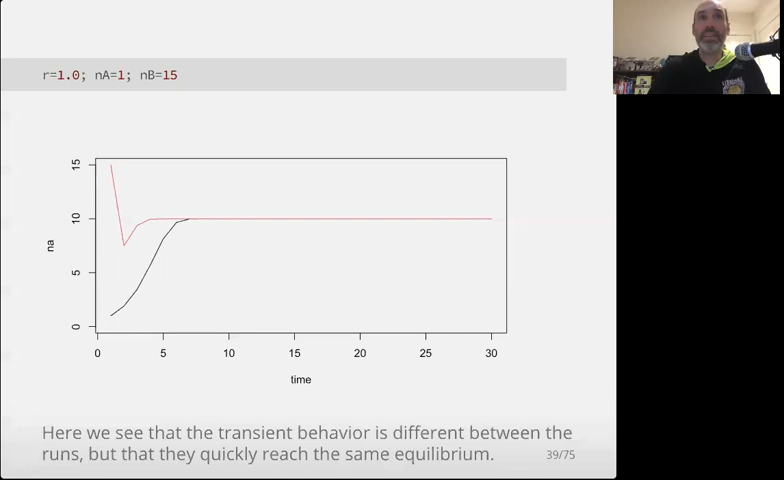 r=1.0; nA=1; nB=15
15
10
5
0
na
0 5 10 15 20 25 30
time
Here we see that the transient behavior is different between the
runs, but that they quickly reach the same equilibrium.
39/75